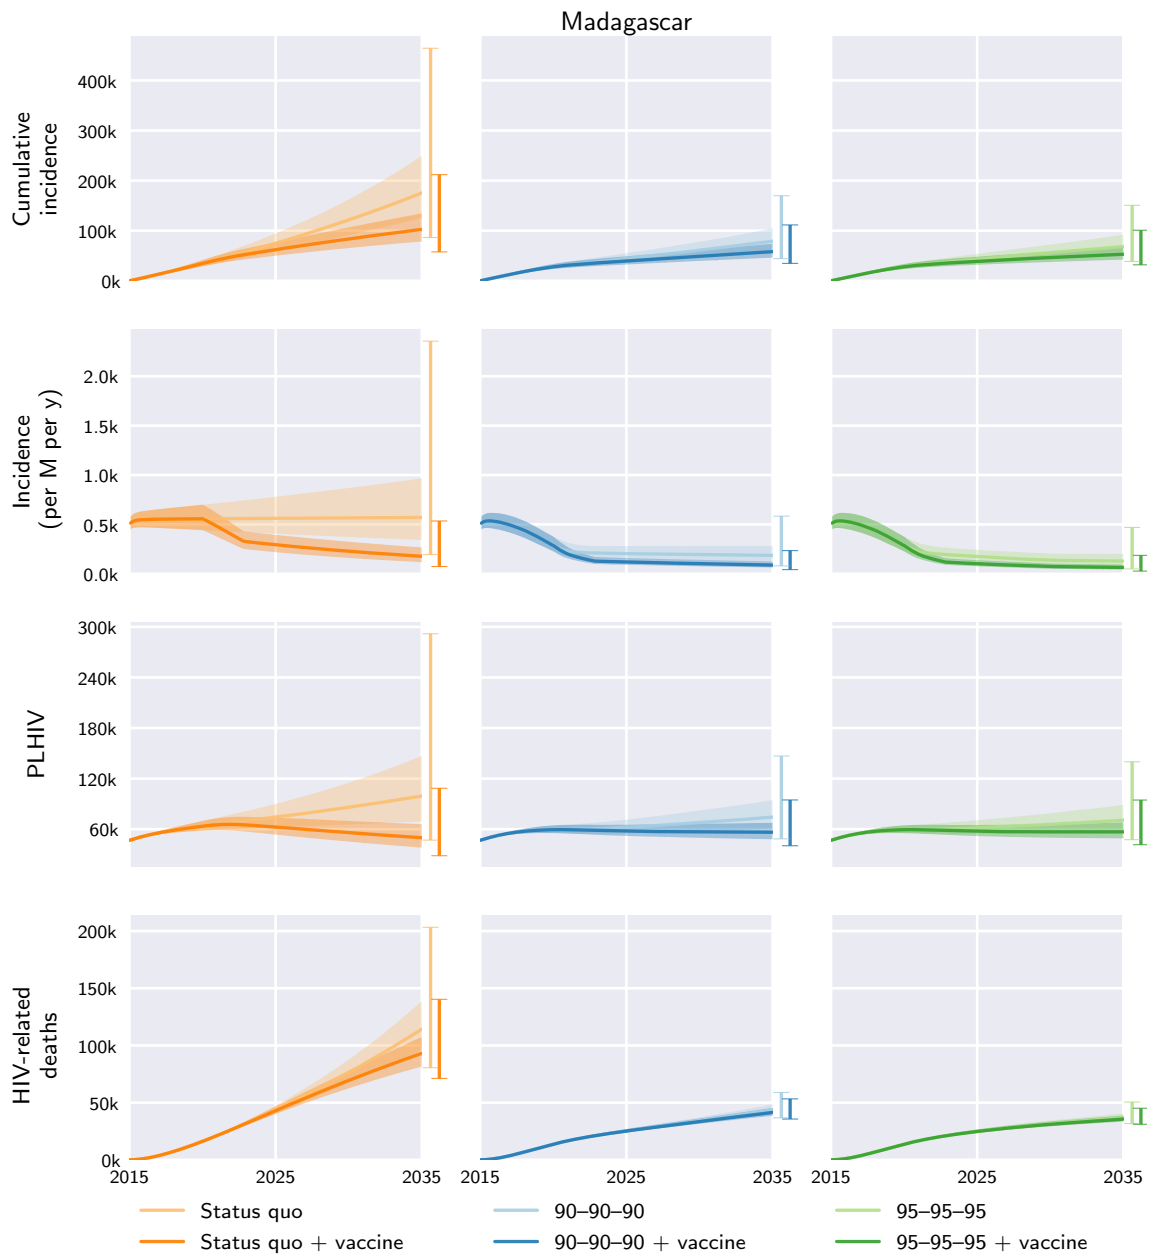 Madagascar
Cumulative
incidence
400k
300k
200k
100k
0k
Incidence
(per M per y)
2.0k
1.5k
1.0k
0.5k
0.0k
PLHIV
300k
240k
180k
120k
60k
HIV-related
deaths
200k
150k
100k
50k
0k
2015 2025 2035 2015 2025 2035 2015 2025 2035
Status quo 90–90–90 95–95–95
Status quo + vaccine 90–90–90 + vaccine 95–95–95 + vaccine